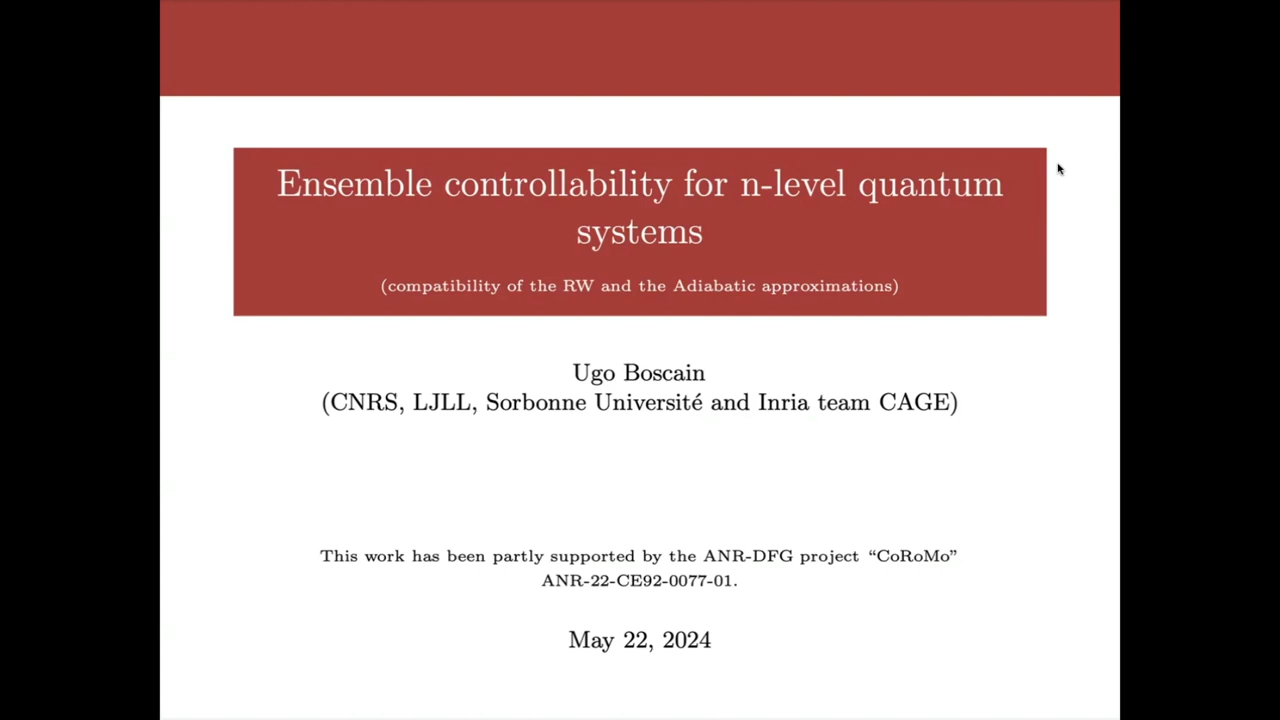 Ensemble controllability for n-level quantum
systems
(compatibility of the RW and the Adiabatic approximations)
Ugo Boscain
(CNRS, LJLL, Sorbonne Université and Inria team CAGE)
This work has been partly supported by the ANR-DFG project “CoRoMo”
ANR-22-CE92-0077-01.
May 22, 2024